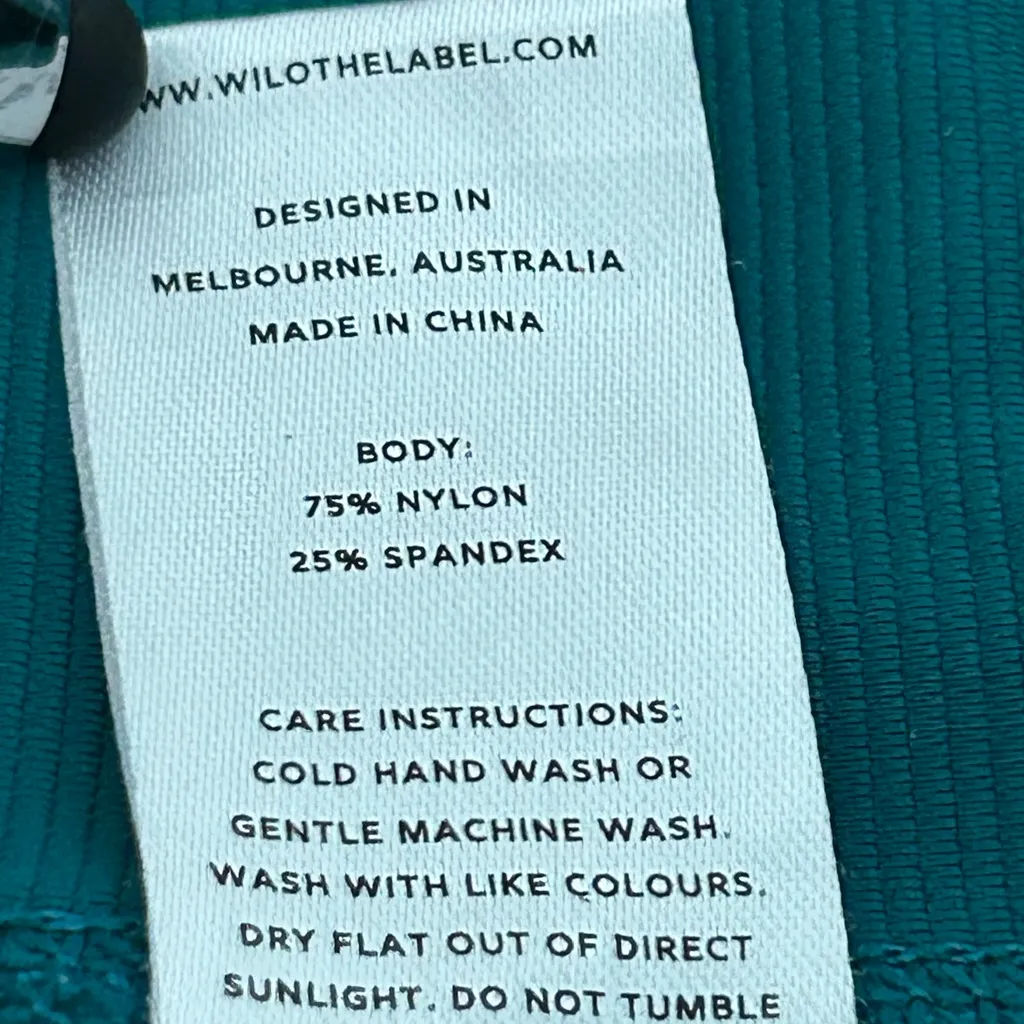 WW.WILOTHELABEL.COM
DESIGNED IN
MELBOURNE, AUSTRALIA
MADE IN CHINA
BODY:
75% NYLON
25% SPANDEX
CARE INSTRUCTIONS:
COLD HAND WASH OR
GENTLE MACHINE WASH.
WASH WITH LIKE COLOURS.
DRY FLAT OUT OF DIRECT
SUNLIGHT. DO NOT TUMBLE